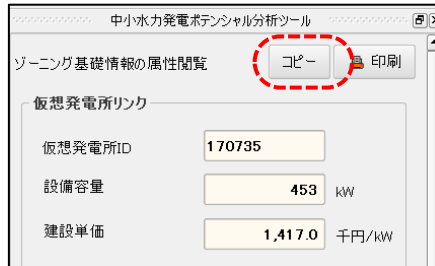 中小水力発電ポテンシャル分析ツール
ゾーニング基礎情報の属性閲覧 コピー 印刷
仮想発電所リンク
仮想発電所ID 170735
設備容量 453 kW
建設単価 1,417.0 千円/kW